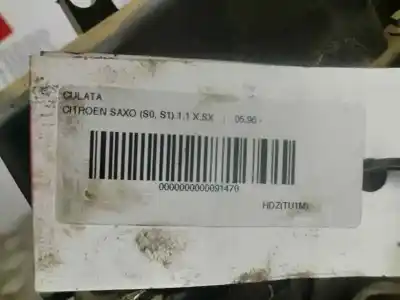 CULATA
CITROEN SAXO (S0, S1) 1.1 X,SX | 05.96 -
0000000000091470
HDZ(TU1M)